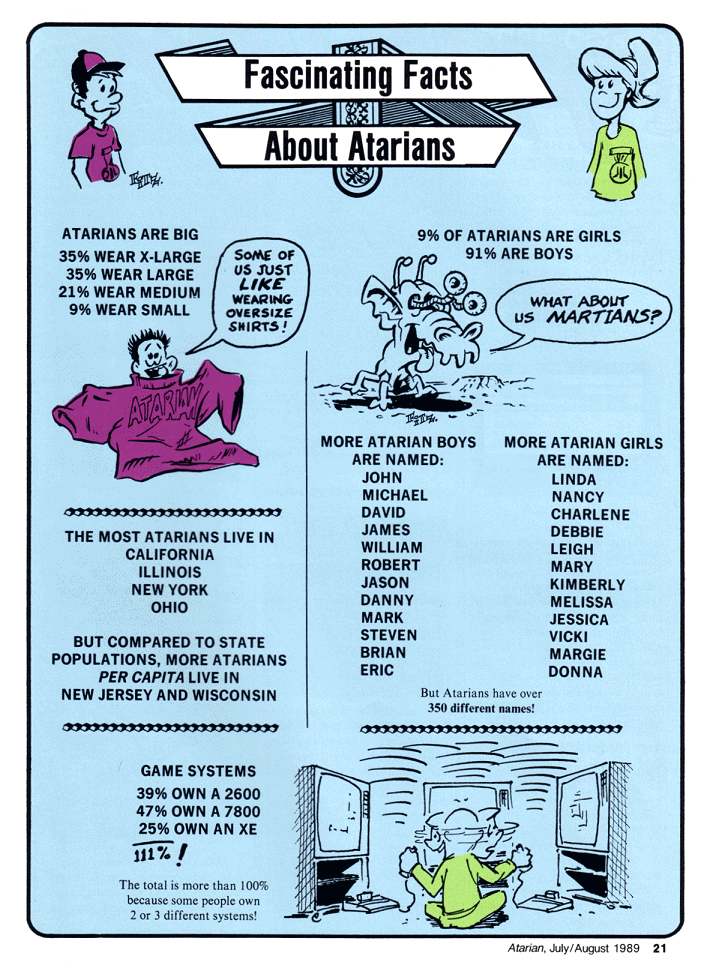 Fascinating Facts
About Atarians
KOTZ.
ATARIANS ARE BIG
35% WEAR X-LARGE
35% WEAR LARGE
21% WEAR MEDIUM
9% WEAR SMALL
SOME OF
US JUST
LIKE
WEARING
OVERSIZE
SHIRTS!
ATARIAN
9% OF ATARIANS ARE GIRLS
91% ARE BOYS
WHAT ABOUT
US MARTIANS?
KOTZ.
THE MOST ATARIANS LIVE IN
CALIFORNIA
ILLINOIS
NEW YORK
OHIO
BUT COMPARED TO STATE
POPULATIONS, MORE ATARIANS
PER CAPITA LIVE IN
NEW JERSEY AND WISCONSIN
MORE ATARIAN BOYS
ARE NAMED:
JOHN
MICHAEL
DAVID
JAMES
WILLIAM
ROBERT
JASON
DANNY
MARK
STEVEN
BRIAN
ERIC
MORE ATARIAN GIRLS
ARE NAMED:
LINDA
NANCY
CHARLENE
DEBBIE
LEIGH
MARY
KIMBERLY
MELISSA
JESSICA
VICKI
MARGIE
DONNA
But Atarians have over
350 different names!
GAME SYSTEMS
39% OWN A 2600
47% OWN A 7800
25% OWN AN XE
111%!
The total is more than 100%
because some people own
2 or 3 different systems!
Atarian, July/August 1989 21